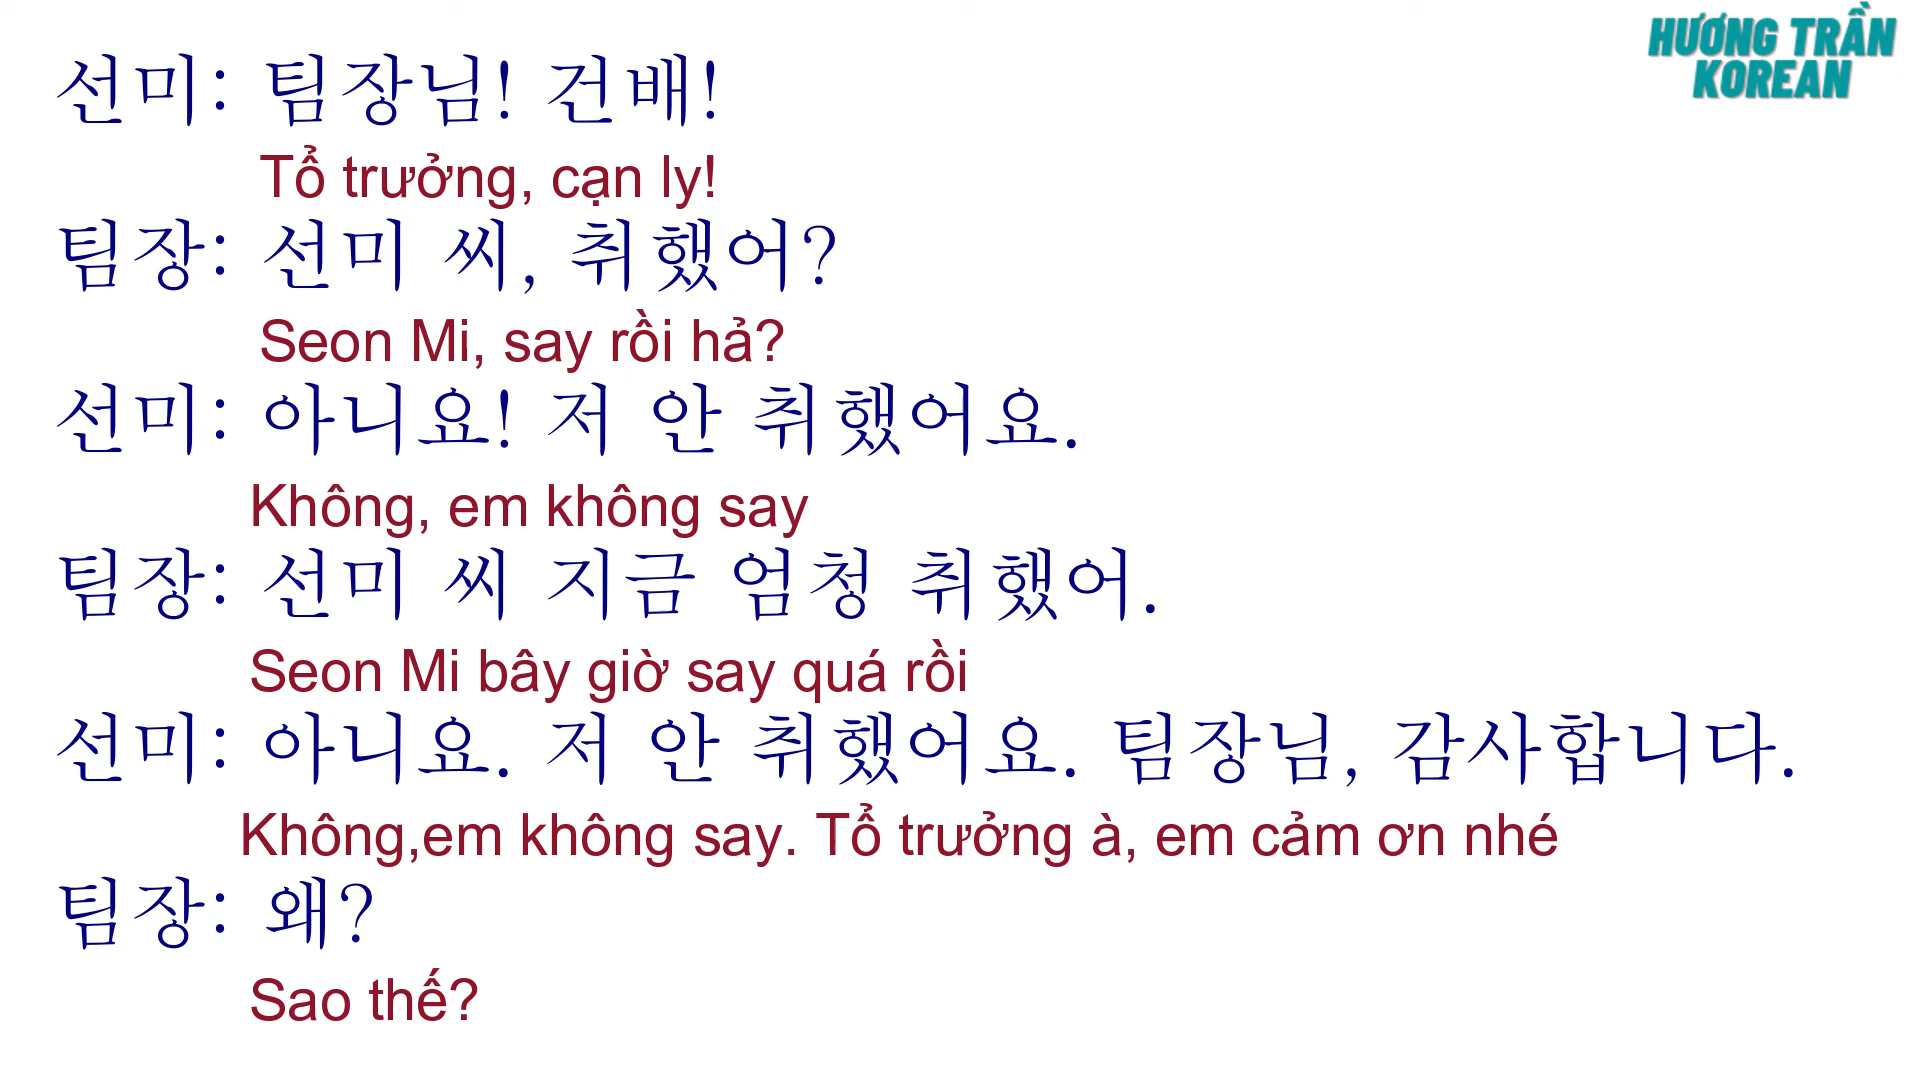 HƯƠNG TRẦN
KOREAN
선미: 팀장님! 건배!
Tổ trưởng, cạn ly!
팀장: 선미 씨, 취했어?
Seon Mi, say rồi hả?
선미: 아니요! 저 안 취했어요.
Không, em không say
팀장: 선미 씨 지금 엄청 취했어.
Seon Mi bây giờ say quá rồi
선미: 아니요. 저 안 취했어요. 팀장님, 감사합니다.
Không,em không say. Tổ trưởng à, em cảm ơn nhé
팀장: 왜?
Sao thế?